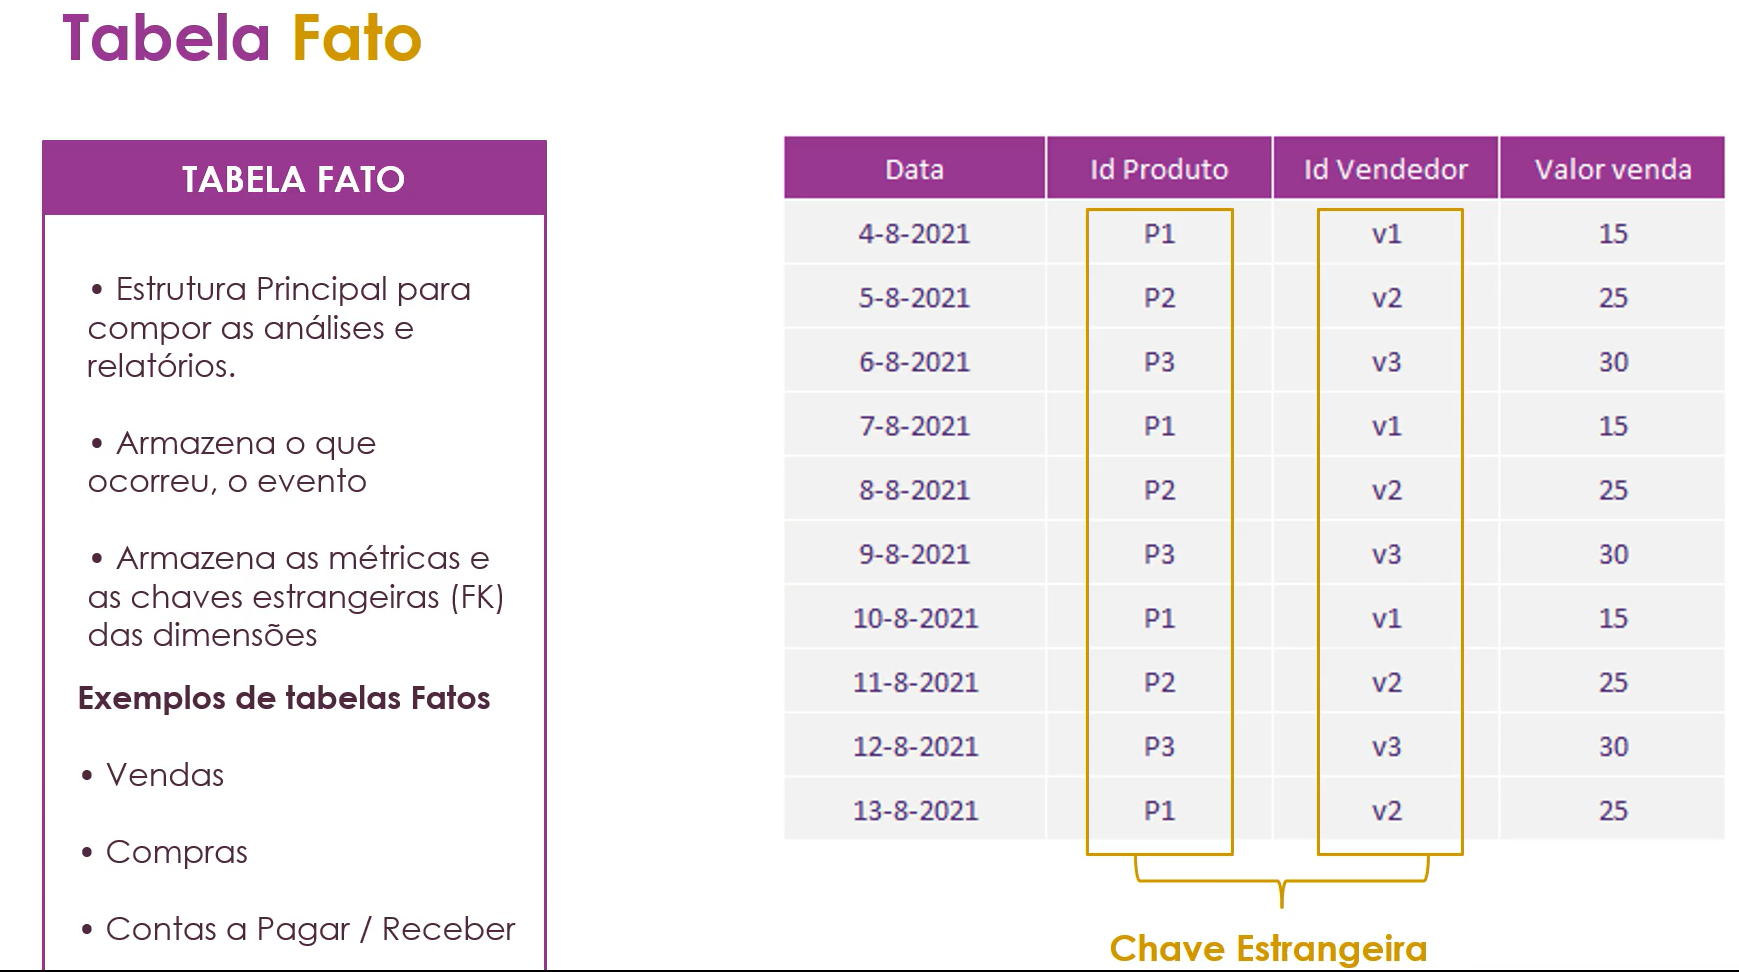 Tabela Fato
TABELA FATO
• Estrutura Principal para
compor as análises e
relatórios.
• Armazena o que
ocorreu, o evento
• Armazena as métricas e
as chaves estrangeiras (FK)
das dimensões
Exemplos de tabelas Fatos
• Vendas
• Compras
• Contas a Pagar / Receber
Data Id Produto Id Vendedor Valor venda
4-8-2021 P1 v1 15
5-8-2021 P2 v2 25
6-8-2021 P3 v3 30
7-8-2021 P1 v1 15
8-8-2021 P2 v2 25
9-8-2021 P3 v3 30
10-8-2021 P1 v1 15
11-8-2021 P2 v2 25
12-8-2021 P3 v3 30
13-8-2021 P1 v2 25
Chave Estrangeira